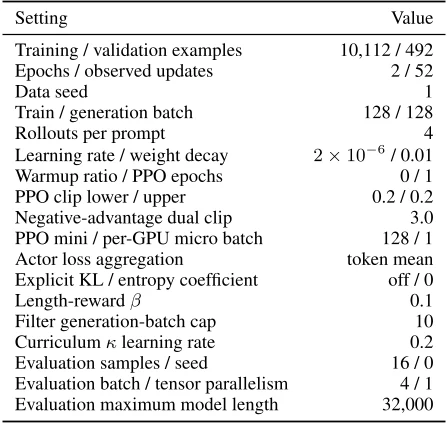 Setting Value
Training / validation examples 10,112 / 492
Epochs / observed updates 2 / 52
Data seed 1
Train / generation batch 128 / 128
Rollouts per prompt 4
Learning rate / weight decay 2 × 10⁻⁶ / 0.01
Warmup ratio / PPO epochs 0 / 1
PPO clip lower / upper 0.2 / 0.2
Negative-advantage dual clip 3.0
PPO mini / per-GPU micro batch 128 / 1
Actor loss aggregation token mean
Explicit KL / entropy coefficient off / 0
Length-reward β 0.1
Filter generation-batch cap 10
Curriculum κ learning rate 0.2
Evaluation samples / seed 16 / 0
Evaluation batch / tensor parallelism 4 / 1
Evaluation maximum model length 32,000